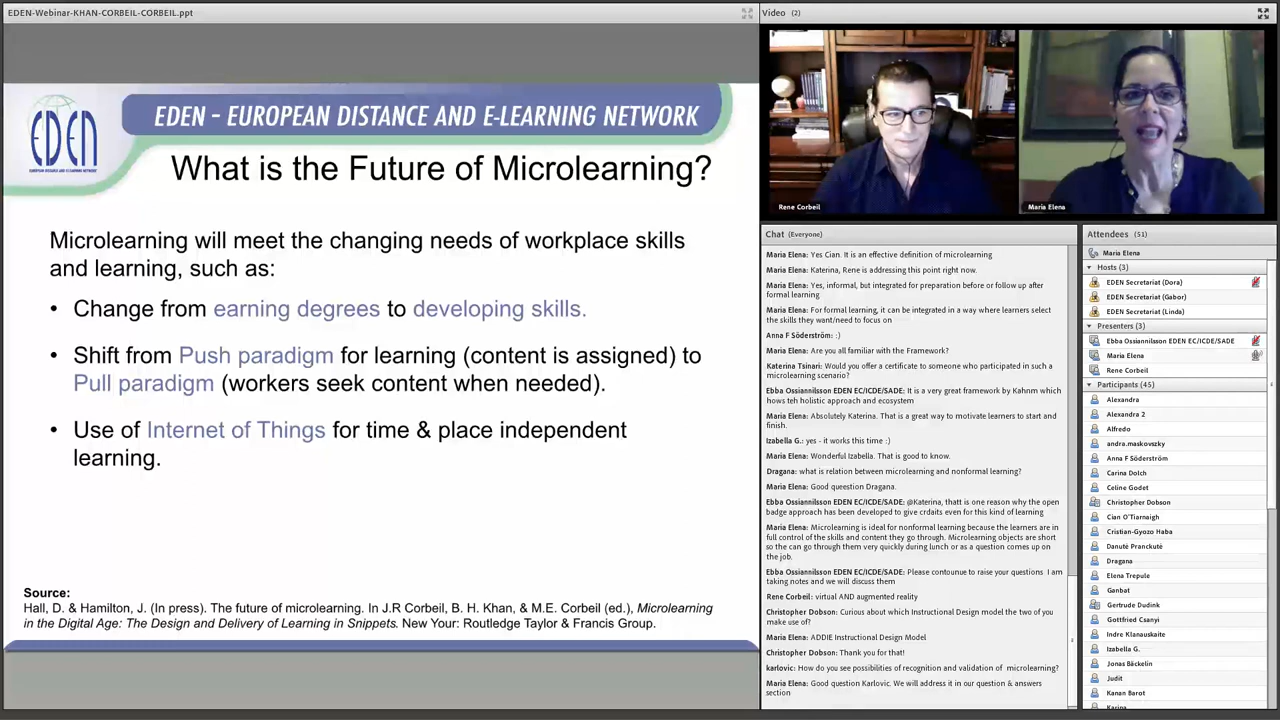 EDEN-Webinar-KHAN-CORBEIL-CORBEIL.ppt
EDEN
EDEN - EUROPEAN DISTANCE AND E-LEARNING NETWORK
What is the Future of Microlearning?
Microlearning will meet the changing needs of workplace skills
and learning, such as:
• Change from earning degrees to developing skills.
• Shift from Push paradigm for learning (content is assigned) to
Pull paradigm (workers seek content when needed).
• Use of Internet of Things for time & place independent
learning.
Source:
Hall, D. & Hamilton, J. (In press). The future of microlearning. In J.R Corbeil, B. H. Khan, & M.E. Corbeil (ed.), Microlearning
in the Digital Age: The Design and Delivery of Learning in Snippets. New Your: Routledge Taylor & Francis Group.
Video (2)
Rene Corbeil
Maria Elena
Chat (Everyone)
Maria Elena: Yes Cian. It is an effective definition of microlearning
Maria Elena: Katerina, Rene is addressing this point right now.
Maria Elena: Yes, informal, but integrated for preparation before or follow up after
formal learning
Maria Elena: For formal learning, it can be integrated in a way where learners select
the skills they want/need to focus on
Anna F Söderström: :)
Maria Elena: Are you all familiar with the Framework?
Katerina Tsinari: Would you offer a certificate to someone who participated in such a
microlearning scenario?
Ebba Ossiannilsson EDEN EC/ICDE/SADE: It is a very great framework by Kahnm which
hows teh holistic approach and ecosystem
Maria Elena: Absolutely Katerina. That is a great way to motivate learners to start and
finish.
Izabella G.: yes - it works this time :)
Maria Elena: Wonderful Izabella. That is good to know.
Dragana: what is relation between microlearning and nonformal learning?
Maria Elena: Good qeestion Dragana.
Ebba Ossiannilsson EDEN EC/ICDE/SADE: @Katerina, thatt is one reason why the open
badge approach has been developed to give crdaits even for this kind of learning
Maria Elena: Microlearning is ideal for nonformal learning because the learners are in
full control of the skills and content they go through. Microlearning objects are short
so the can go through them very quickly during lunch or as a question comes up on
the job.
Ebba Ossiannilsson EDEN EC/ICDE/SADE: Please contounue to raise your questions I am
taking notes and we will discuss them
Rene Corbeil: virtual AND augmented reality
Christopher Dobson: Curious about which Instructional Design model the two of you
make use of?
Maria Elena: ADDIE Instructional Design Model
Christopher Dobson: Thank you for that!
karlovic: How do you see possibilities of recognition and validation of microlearning?
Maria Elena: Good question Karlovic. We will address it in our question & answers
section
Attendees (51)
Maria Elena
Hosts (3)
EDEN Secretariat (Dora)
EDEN Secretariat (Gabor)
EDEN Secretariat (Linda)
Presenters (3)
Ebba Ossiannilsson EDEN EC/ICDE/SADE
Maria Elena
Rene Corbeil
Participants (45)
Alexandra
Alexandra 2
Alfredo
andra.maskovszky
Anna F Söderström
Carina Dolch
Celine Godet
Christopher Dobson
Cian O'Tiarnaigh
Cristian-Gyozo Haba
Danutė Pranckutė
Dragana
Elena Trepule
Ganbat
Gertrude Dudink
Gottfried Csanyi
Indre Klanauskaite
Izabella G.
Jonas Bäckelin
Judit
Kanan Barot